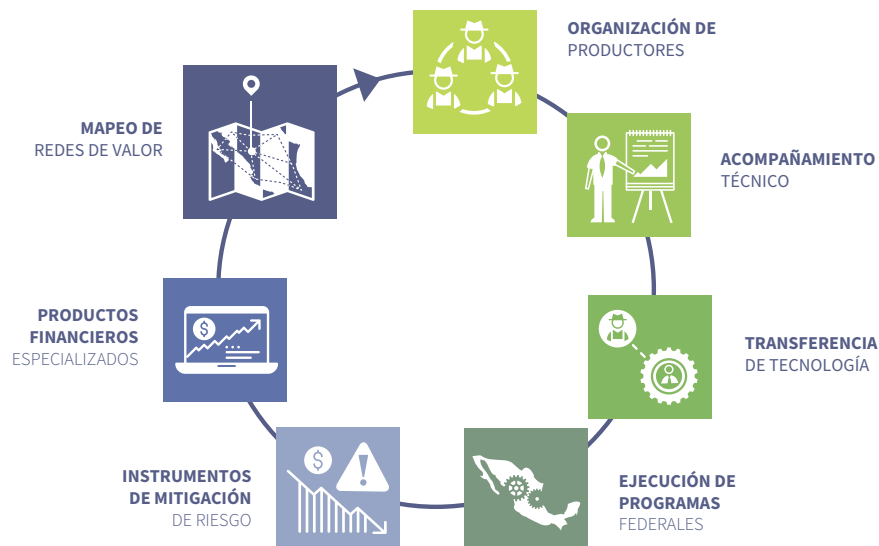 ORGANIZACIÓN DE
PRODUCTORES
MAPEO DE
REDES DE VALOR
ACOMPAÑAMIENTO
TÉCNICO
PRODUCTOS
FINANCIEROS
ESPECIALIZADOS
$
TRANSFERENCIA
DE TECNOLOGÍA
INSTRUMENTOS
DE MITIGACIÓN
DE RIESGO
$
!
EJECUCIÓN DE
PROGRAMAS
FEDERALES